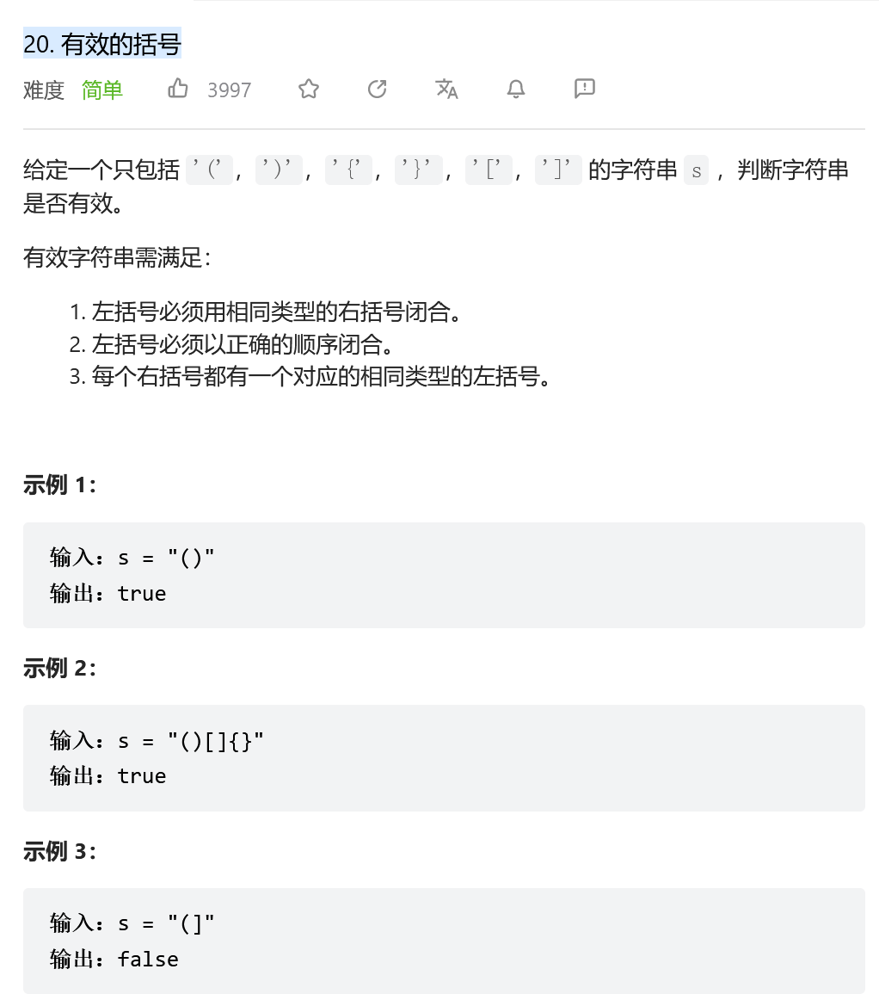 20. 有效的括号
难度 简单 3997
给定一个只包括 '('，')'，'{'，'}'，'['，']' 的字符串 s ，判断字符串
是否有效。
有效字符串需满足：
1. 左括号必须用相同类型的右括号闭合。
2. 左括号必须以正确的顺序闭合。
3. 每个右括号都有一个对应的相同类型的左括号。
示例 1：
输入：s = "()"
输出：true
示例 2：
输入：s = "()[]{}"
输出：true
示例 3：
输入：s = "(]"
输出：false